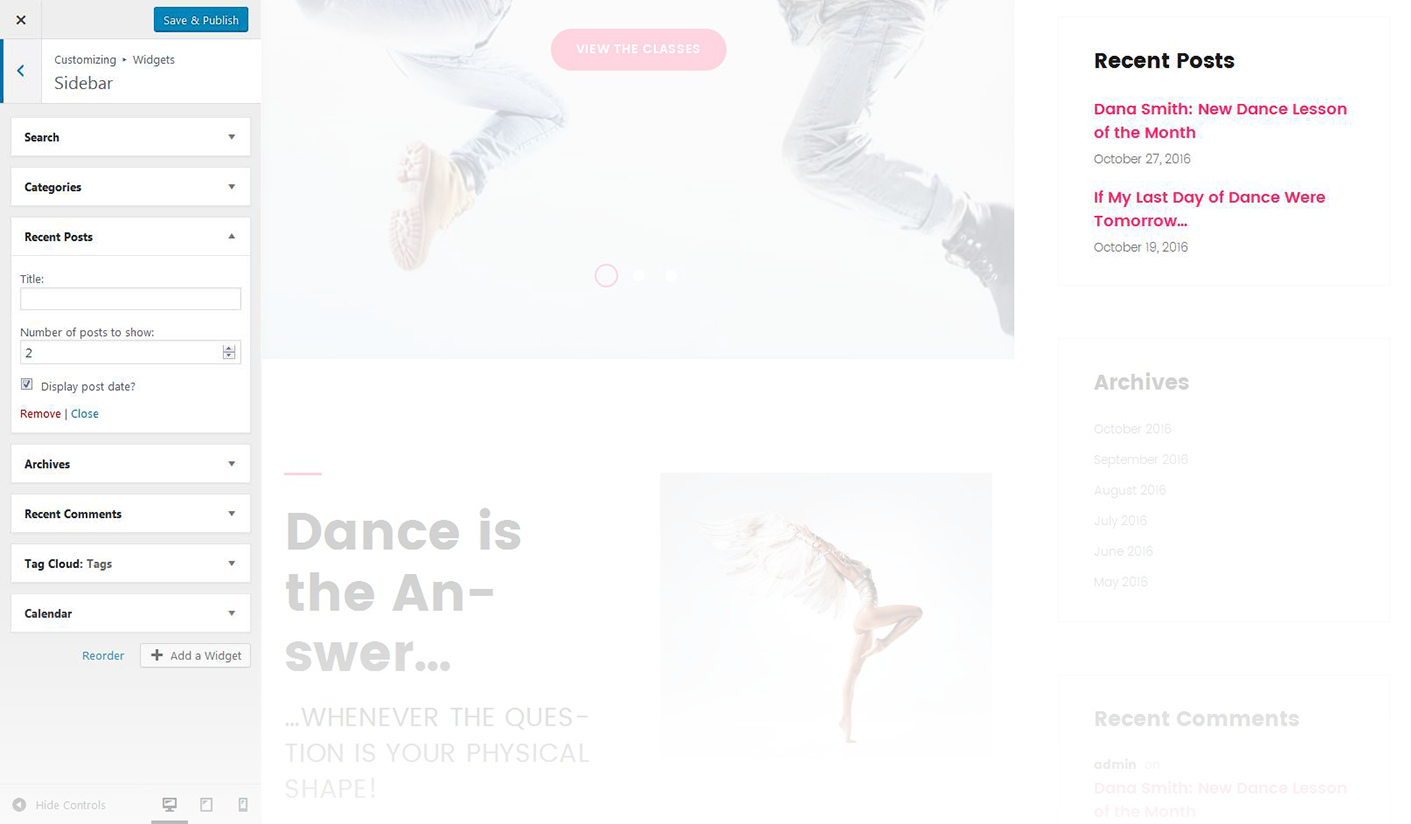 Save & Publish
Customizing ▸ Widgets
Sidebar
Search
Categories
Recent Posts
Title:
Number of posts to show:
2
Display post date?
Remove | Close
Archives
Recent Comments
Tag Cloud: Tags
Calendar
Reorder
Add a Widget
Hide Controls
VIEW THE CLASSES
Dance is
the An-
swer...
...WHENEVER THE QUES-
TION IS YOUR PHYSICAL
SHAPE!
Recent Posts
Dana Smith: New Dance Lesson
of the Month
October 27, 2016
If My Last Day of Dance Were
Tomorrow...
October 19, 2016
Archives
October 2016
September 2016
August 2016
July 2016
June 2016
May 2016
Recent Comments
admin on
Dana Smith: New Dance Lesson
of the Month